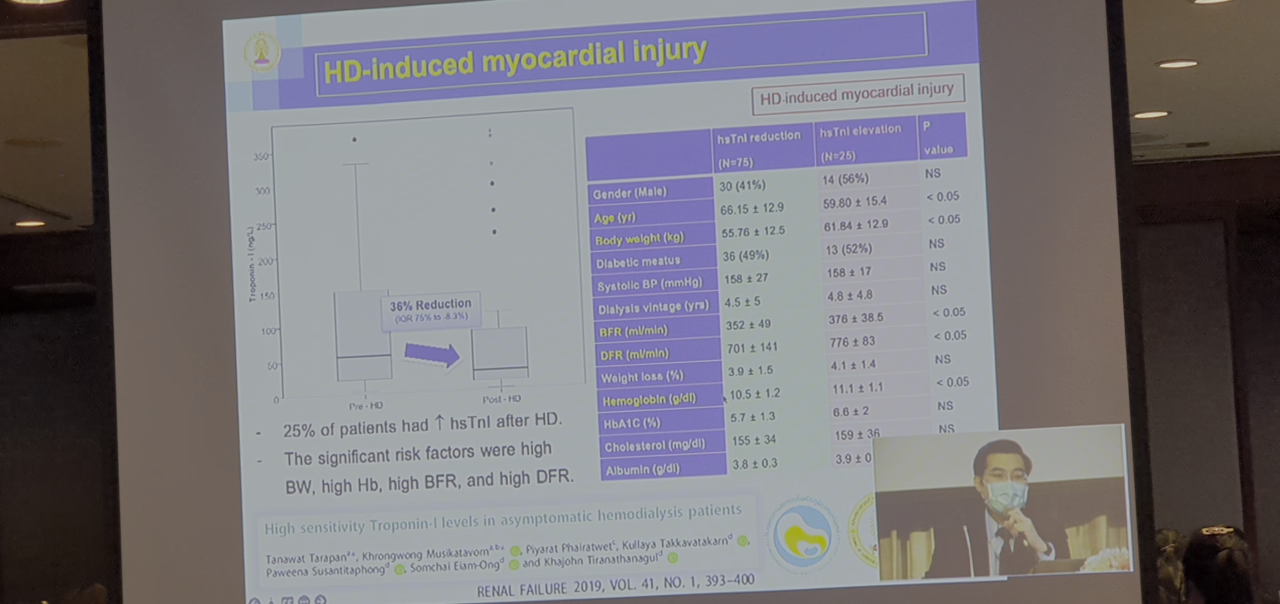 HD-induced myocardial injury
HD-induced myocardial injury
Troponin - I (ng/L)
350
300
250
200
150
100
50
0
36% Reduction
(IQR 75% to -8.3%)
Pre - HD
Post - HD
hsTnI reduction (N=75) hsTnI elevation (N=25) P value
Gender (Male) 30 (41%) 14 (56%) NS
Age (yr) 66.15 ± 12.9 59.80 ± 15.4 < 0.05
Body weight (kg) 55.76 ± 12.5 61.84 ± 12.9 < 0.05
Diabetic meatus 36 (49%) 13 (52%) NS
Systolic BP (mmHg) 158 ± 27 158 ± 17 NS
Dialysis vintage (yrs) 4.5 ± 5 4.8 ± 4.8 NS
BFR (ml/min) 352 ± 49 376 ± 38.5 < 0.05
DFR (ml/min) 701 ± 141 776 ± 83 < 0.05
Weight loss (%) 3.9 ± 1.5 4.1 ± 1.4 NS
Hemoglobin (g/dl) 10.5 ± 1.2 11.1 ± 1.1 < 0.05
HbA1C (%) 5.7 ± 1.3 6.6 ± 2 NS
Cholesterol (mg/dl) 155 ± 34 159 ± 36 NS
Albumin (g/dl) 3.8 ± 0.3 3.9 ± 0
- 25% of patients had ↑ hsTnI after HD.
- The significant risk factors were high
BW, high Hb, high BFR, and high DFR.
High sensitivity Troponin-I levels in asymptomatic hemodialysis patients
Tanawat Tarapan, Khrongwong Musikatavorn, Piyarat Phairatwet, Kullaya Takkavatakarn,
Paweena Susantitaphong, Somchai Eiam-Ong and Khajohn Tiranathanagul
RENAL FAILURE 2019, VOL. 41, NO. 1, 393–400